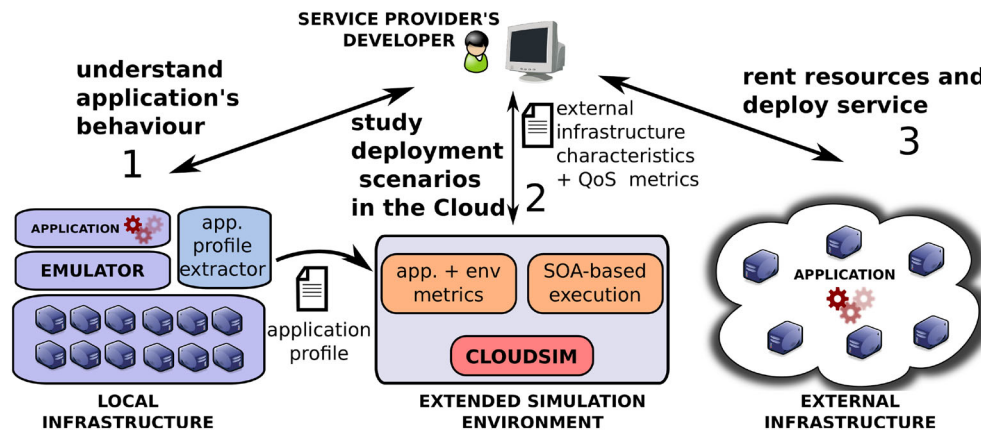 SERVICE PROVIDER'S
DEVELOPER
understand
application's
behaviour
1
study
deployment
scenarios
in the Cloud
2
external
infrastructure
characteristics
+ QoS metrics
rent resources and
deploy service
3
APPLICATION
EMULATOR
app.
profile
extractor
application
profile
app. + env
metrics
SOA-based
execution
CLOUDSIM
APPLICATION
LOCAL
INFRASTRUCTURE
EXTENDED SIMULATION
ENVIRONMENT
EXTERNAL
INFRASTRUCTURE